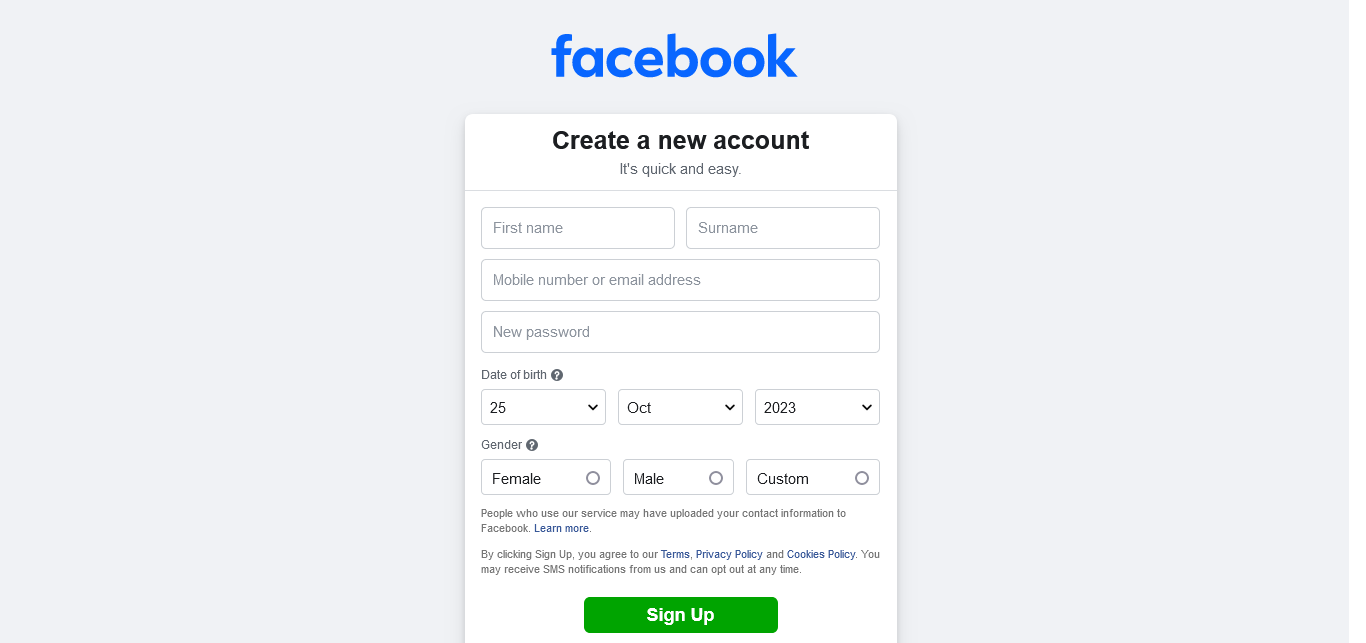 facebook
Create a new account
It's quick and easy.
First name Surname
Mobile number or email address
New password
Date of birth ?
25 Oct 2023
Gender ?
Female Male Custom
People who use our service may have uploaded your contact information to
Facebook. Learn more.
By clicking Sign Up, you agree to our Terms, Privacy Policy and Cookies Policy. You
may receive SMS notifications from us and can opt out at any time.
Sign Up